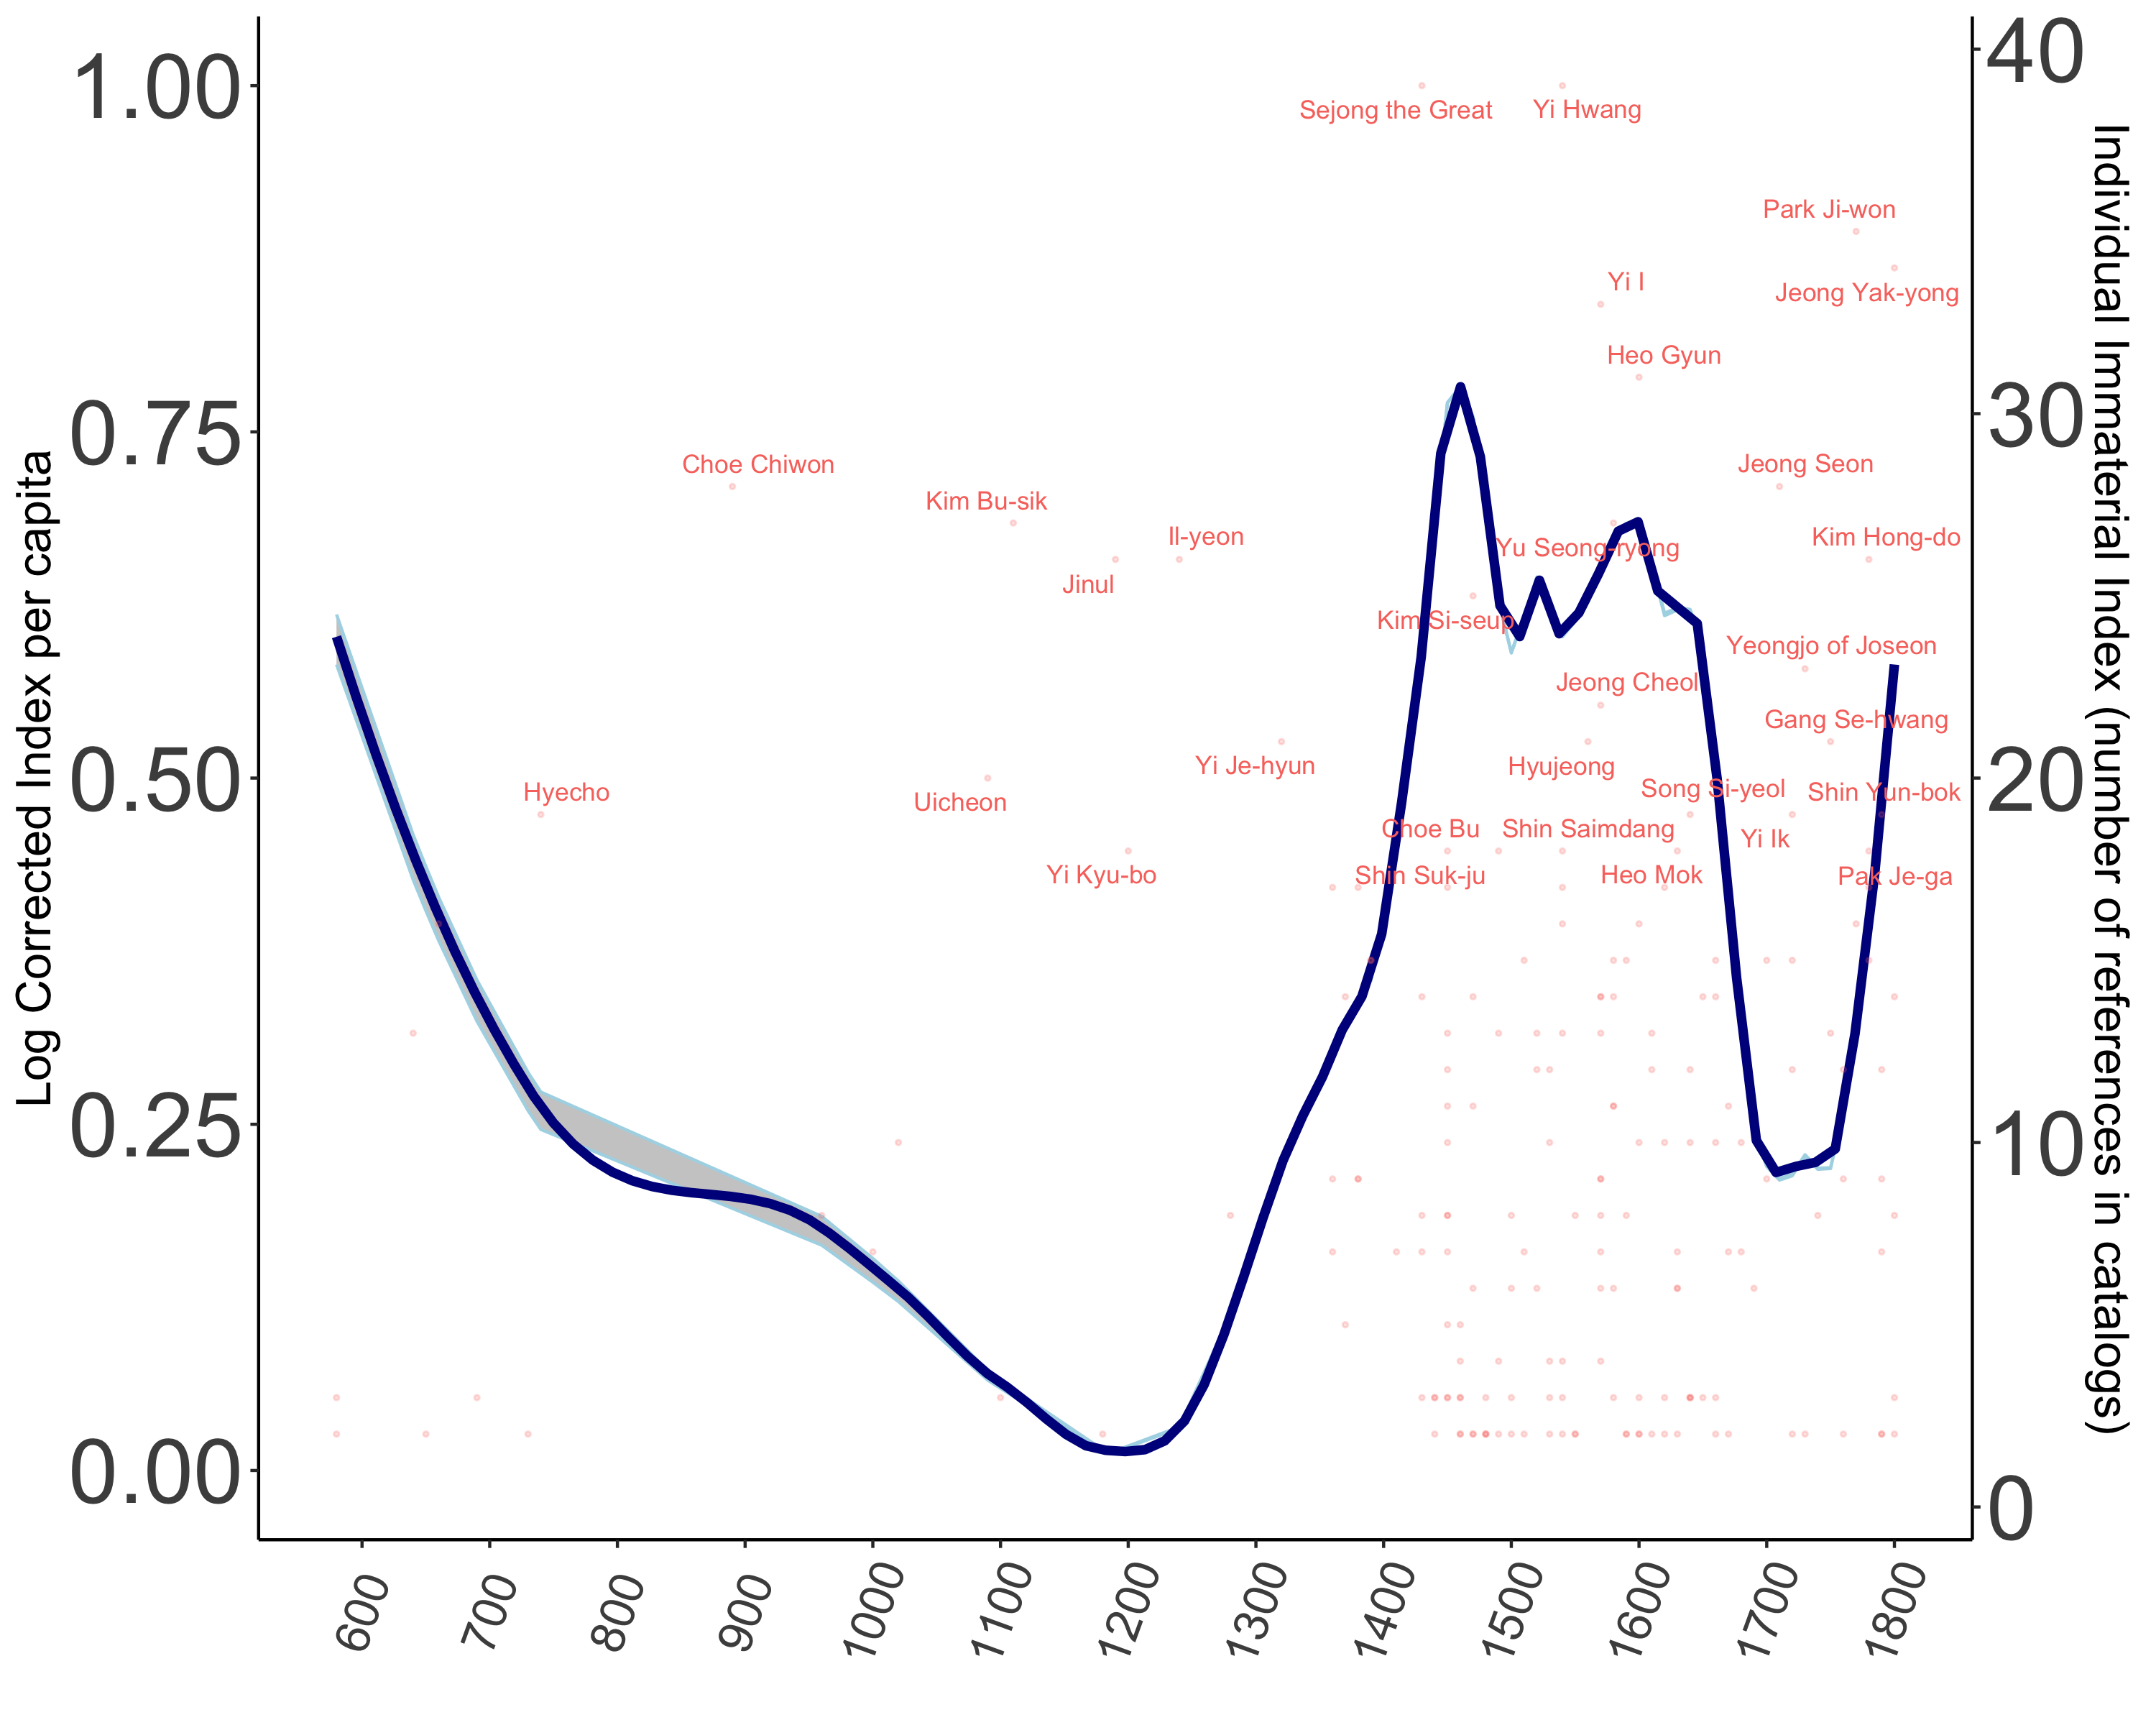 1.00
0.75
0.50
0.25
0.00
Log Corrected Index per capita
40
30
20
10
0
Individual Immaterial Index (number of references in catalogs)
600
700
800
900
1000
1100
1200
1300
1400
1500
1600
1700
1800
Sejong the Great
Yi Hwang
Park Ji-won
Yi I
Jeong Yak-yong
Heo Gyun
Choe Chiwon
Jeong Seon
Kim Bu-sik
Il-yeon
Yu Seong-ryong
Kim Hong-do
Jinul
Kim Si-seup
Yeongjo of Joseon
Jeong Cheol
Gang Se-hwang
Yi Je-hyun
Hyujeong
Hyecho
Uicheon
Song Si-yeol
Shin Yun-bok
Choe Bu
Shin Saimdang
Yi Ik
Yi Kyu-bo
Shin Suk-ju
Heo Mok
Pak Je-ga